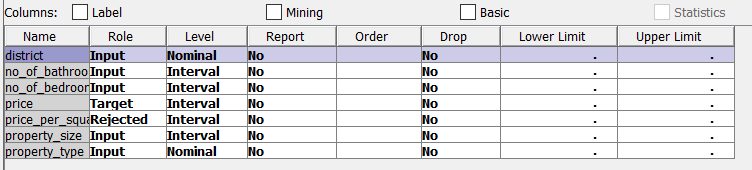 Columns: Label Mining Basic Statistics
Name Role Level Report Order Drop Lower Limit Upper Limit
district Input Nominal No No . .
no_of_bathroo Input Interval No No . .
no_of_bedroon Input Interval No No . .
price Target Interval No No . .
price_per_squa Rejected Interval No No . .
property_size Input Interval No No . .
property_type Input Nominal No No . .